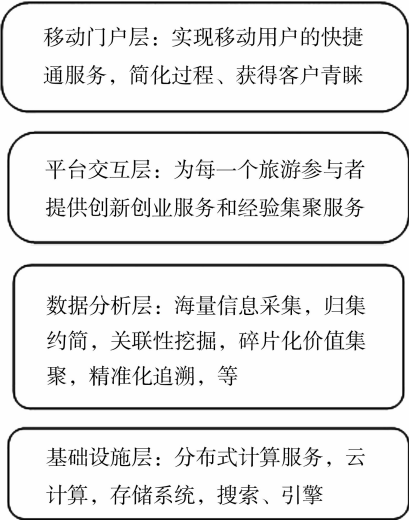 移动门户层：实现移动用户的快捷
通服务，简化过程、获得客户青睐
平台交互层：为每一个旅游参与者
提供创新创业服务和经验集聚服务
数据分析层：海量信息采集，归集
约简，关联性挖掘，碎片化价值集
聚，精准化追溯，等
基础设施层：分布式计算服务，云
计算，存储系统，搜索、引擎